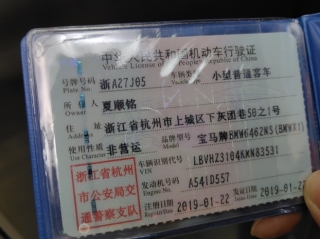 中华人民共和国机动车行驶证
Vehicle License of the People's Republic of China
号牌号码 浙A27J05 车辆类型 小型普通客车
Plate No.
所有人 夏顺铭
Owner
住址 浙江省杭州市上城区下灰团巷50之1号
使用性质 非营运 品牌型号 宝马牌BMW6462NS(BMWX1)
Use Character
浙江省杭州市公安局交通警察支队
车辆识别代号 LBVHZ3104KKN83531
VIN
发动机号码 A54ID557
Engine No.
注册日期 2019-01-22 发证日期 2019-01-22
Register Date Issue Date